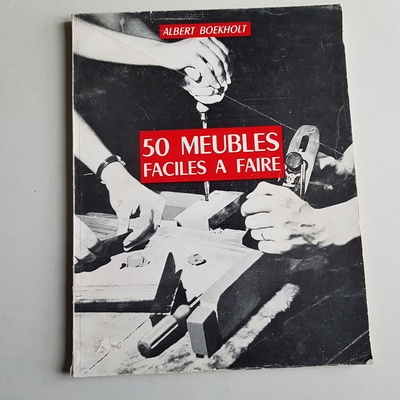 ALBERT BOEKHOLT
50 MEUBLES
FACILES A FAIRE